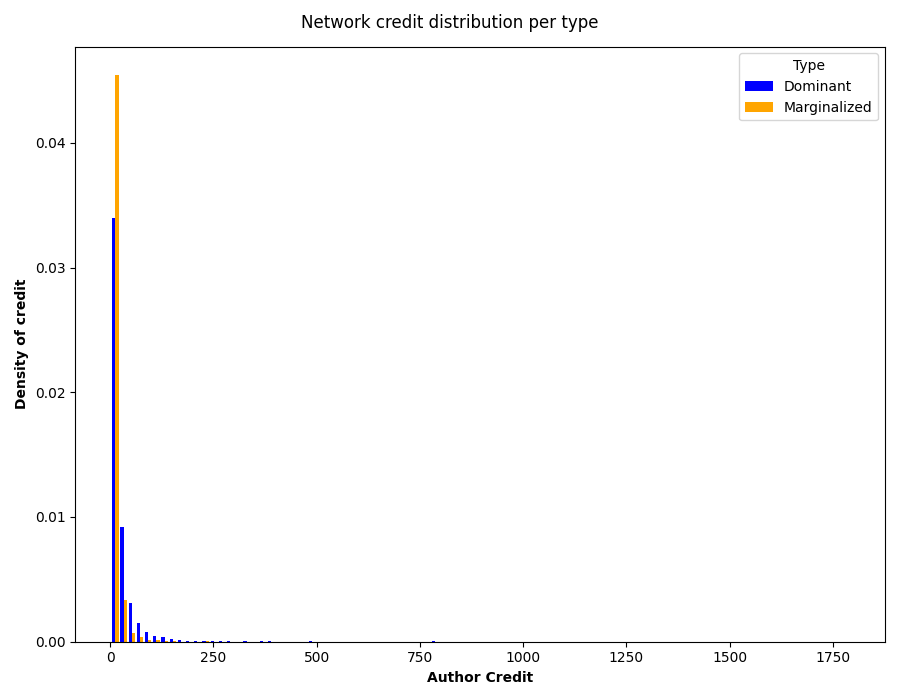 Network credit distribution per type
Type
Dominant
Marginalized
Density of credit
0.04
0.03
0.02
0.01
0.00
0 250 500 750 1000 1250 1500 1750
Author Credit